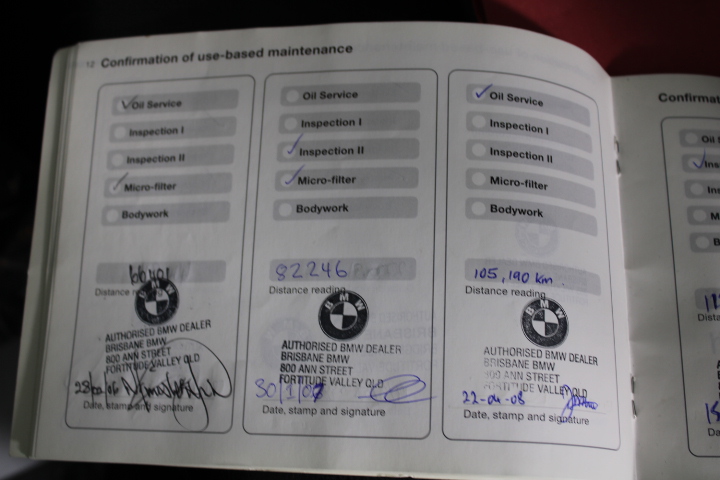 12 Confirmation of use-based maintenance
Oil Service
Inspection I
Inspection II
Micro-filter
Bodywork
Distance reading
BMW
AUTHORISED BMW DEALER
BRISBANE BMW
800 ANN STREET
FORTITUDE VALLEY QLD
Date, stamp and signature
Oil Service
Inspection I
Inspection II
Micro-filter
Bodywork
82246
Distance reading
BMW
AUTHORISED BMW DEALER
BRISBANE BMW
800 ANN STREET
FORTITUDE VALLEY QLD
30/1/07
Date, stamp and signature
Oil Service
Inspection I
Inspection II
Micro-filter
Bodywork
105,190 km
Distance reading
BMW
AUTHORISED BMW DEALER
BRISBANE BMW
800 ANN STREET
FORTITUDE VALLEY QLD
22-04-08
Date, stamp and signature